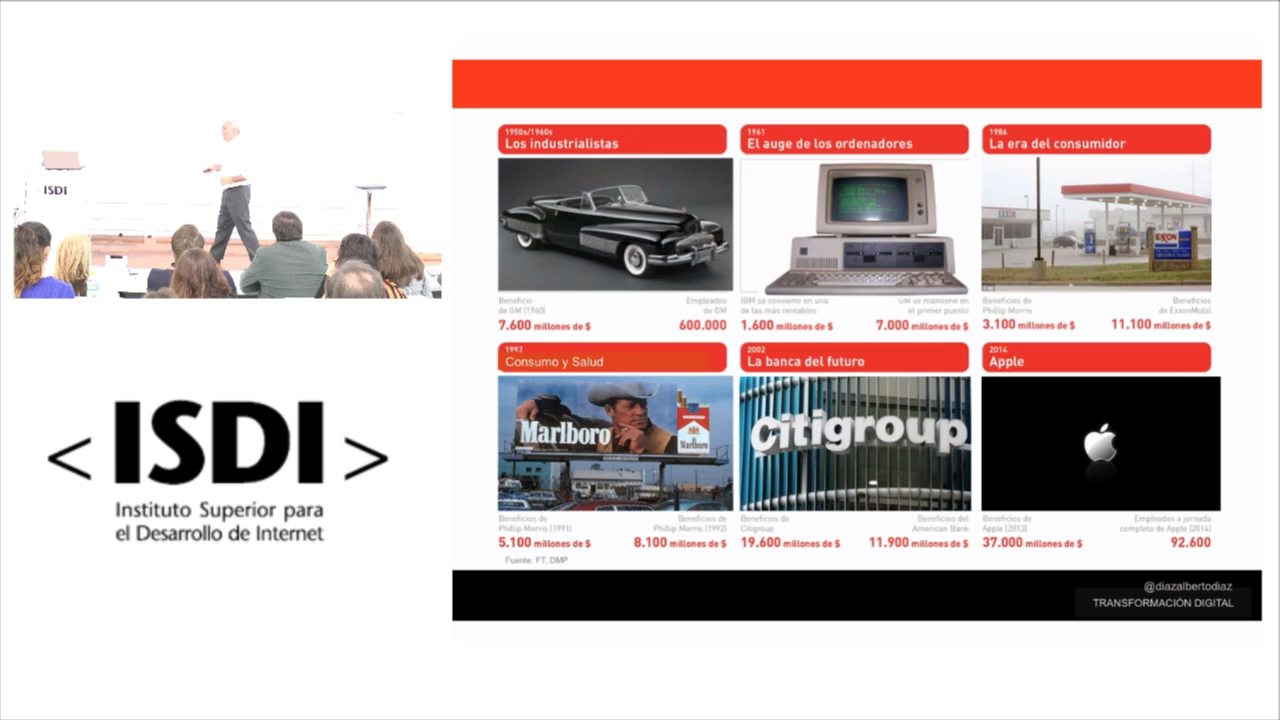 ISDI
< ISDI >
Instituto Superior para
el Desarrollo de Internet
1950s/1960s
Los industrialistas
Beneficio
de GM (1960)
Empleados
de GM
7.600 millones de $
600.000
1961
El auge de los ordenadores
IBM se convierte en una
de las más rentables
GM se mantiene en
el primer puesto
1.600 millones de $
7.000 millones de $
1986
La era del consumidor
EXXON
EXON
Beneficios de
Phillip Morris
Beneficios
de ExxonMobil
3.100 millones de $
11.100 millones de $
1992
Consumo y Salud
Marlboro
Marlboro
Beneficios de
Phillip Morris (1991)
Beneficios de
Phillip Morris (1992)
5.100 millones de $
8.100 millones de $
2002
La banca del futuro
Citigroup
Beneficios de
Citigroup
Beneficios del
American Bank
19.600 millones de $
11.900 millones de $
2014
Apple
Beneficios de
Apple (2013)
Empleados a jornada
completa de Apple (2014)
37.000 millones de $
92.600
Fuente: FT, DMP
@diazalbertodiaz
TRANSFORMACIÓN DIGITAL